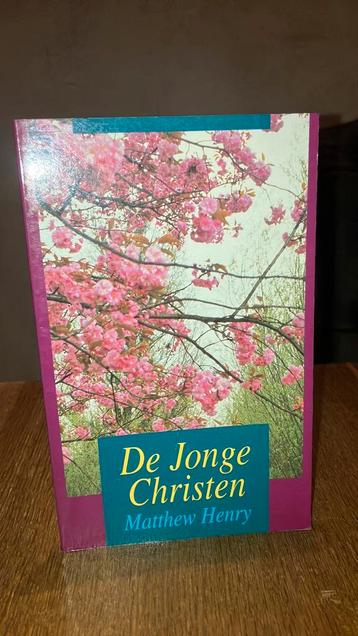 De Jonge
Christen
Matthew Henry